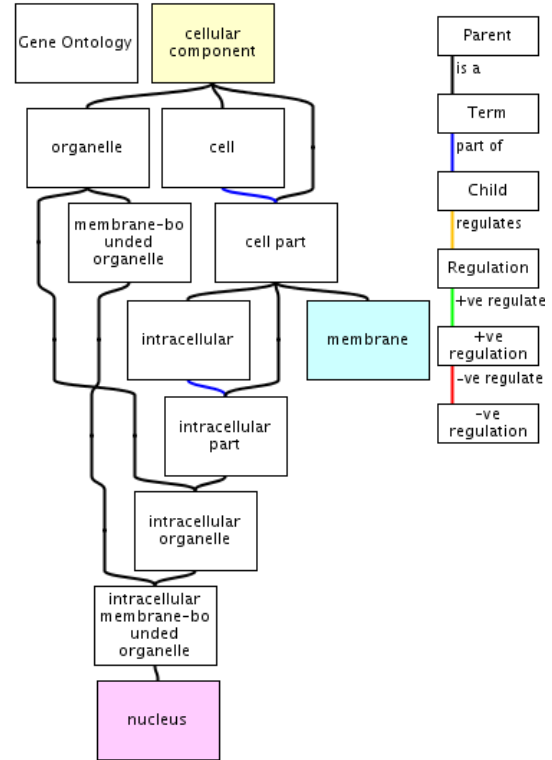 Gene Ontology
cellular
component
organelle
cell
membrane-bo
unded
organelle
cell part
intracellular
membrane
intracellular
part
intracellular
organelle
intracellular
membrane-bo
unded
organelle
nucleus
Parent
is a
Term
part of
Child
regulates
Regulation
+ve regulate
+ve
regulation
-ve regulate
-ve
regulation